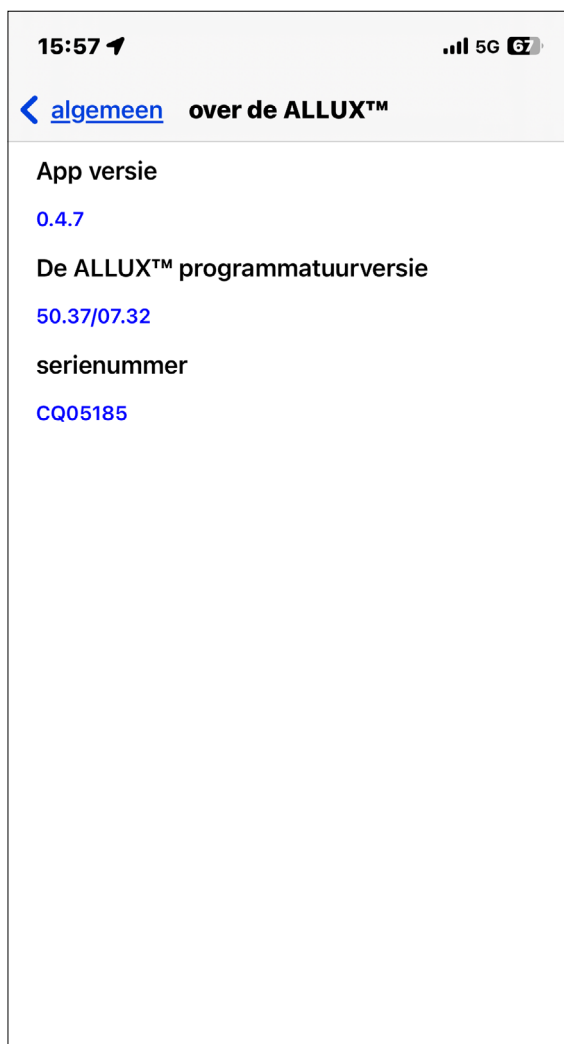 15:57 5G 67
algemeen over de ALLUX™
App versie
0.4.7
De ALLUX™ programmatuurversie
50.37/07.32
serienummer
CQ05185